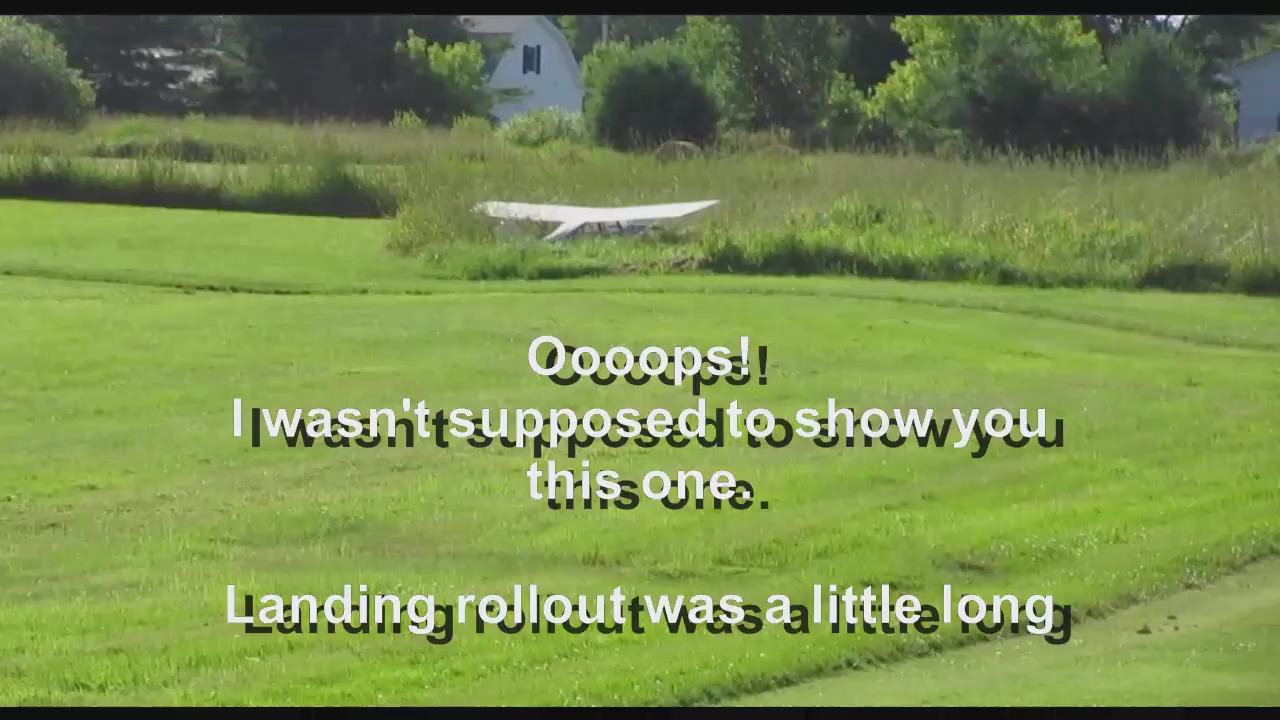 Oooops!
I wasn't supposed to show you
this one.
Landing rollout was a little long